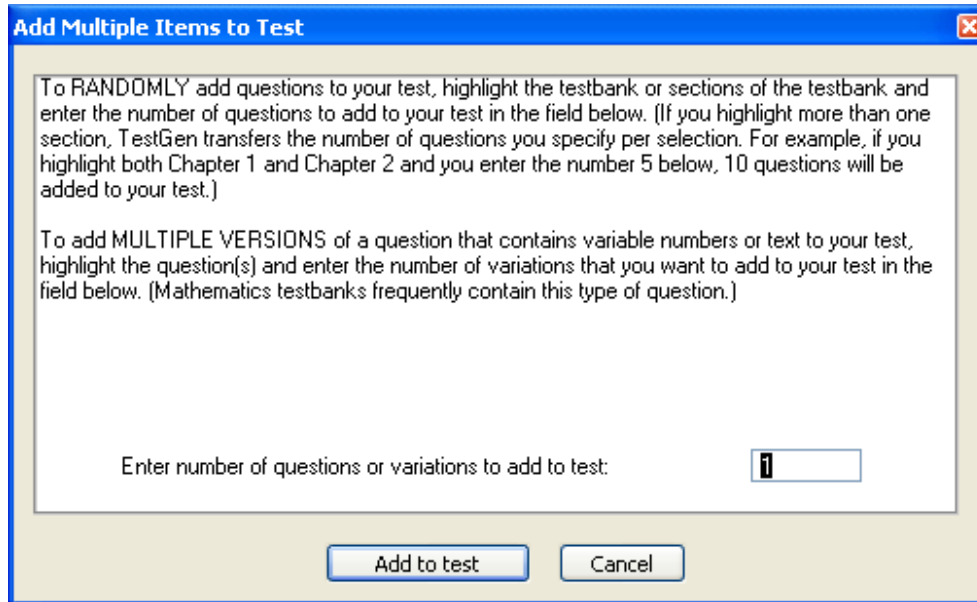 Add Multiple Items to Test
To RANDOMLY add questions to your test, highlight the testbank or sections of the testbank and
enter the number of questions to add to your test in the field below. (If you highlight more than one
section, TestGen transfers the number of questions you specify per selection. For example, if you
highlight both Chapter 1 and Chapter 2 and you enter the number 5 below, 10 questions will be
added to your test.)
To add MULTIPLE VERSIONS of a question that contains variable numbers or text to your test,
highlight the question(s) and enter the number of variations that you want to add to your test in the
field below. (Mathematics testbanks frequently contain this type of question.)
Enter number of questions or variations to add to test: 1
Add to test Cancel